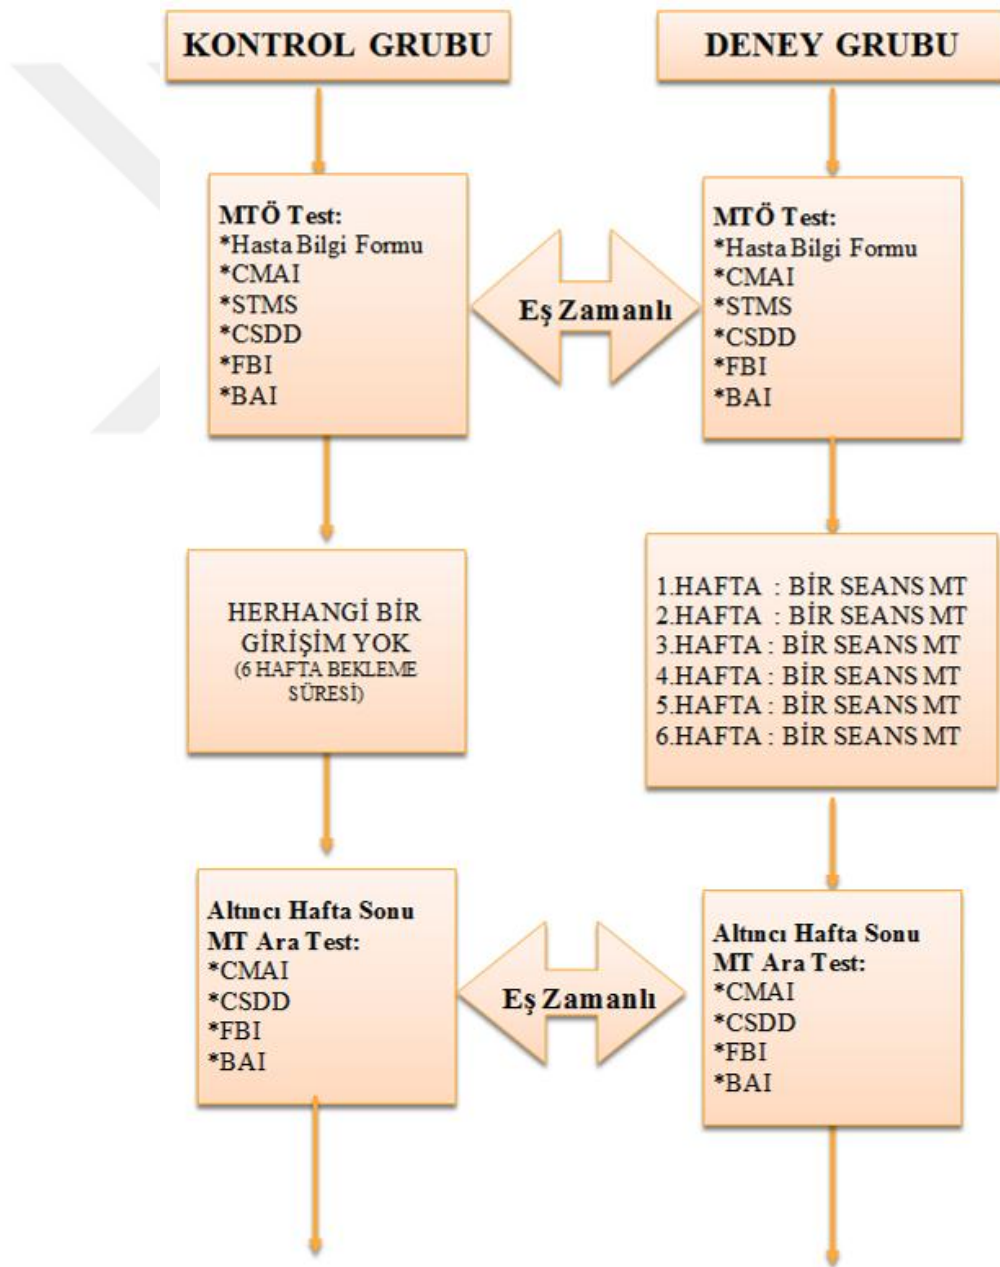 KONTROL GRUBU
DENEY GRUBU
MTÖ Test:
*Hasta Bilgi Formu
*CMAI
*STMS
*CSDD
*FBI
*BAI
Eş Zamanlı
MTÖ Test:
*Hasta Bilgi Formu
*CMAI
*STMS
*CSDD
*FBI
*BAI
HERHANGİ BİR
GİRİŞİM YOK
(6 HAFTA BEKLEME
SÜRESİ)
1.HAFTA : BİR SEANS MT
2.HAFTA : BİR SEANS MT
3.HAFTA : BİR SEANS MT
4.HAFTA : BİR SEANS MT
5.HAFTA : BİR SEANS MT
6.HAFTA : BİR SEANS MT
Altıncı Hafta Sonu
MT Ara Test:
*CMAI
*CSDD
*FBI
*BAI
Eş Zamanlı
Altıncı Hafta Sonu
MT Ara Test:
*CMAI
*CSDD
*FBI
*BAI